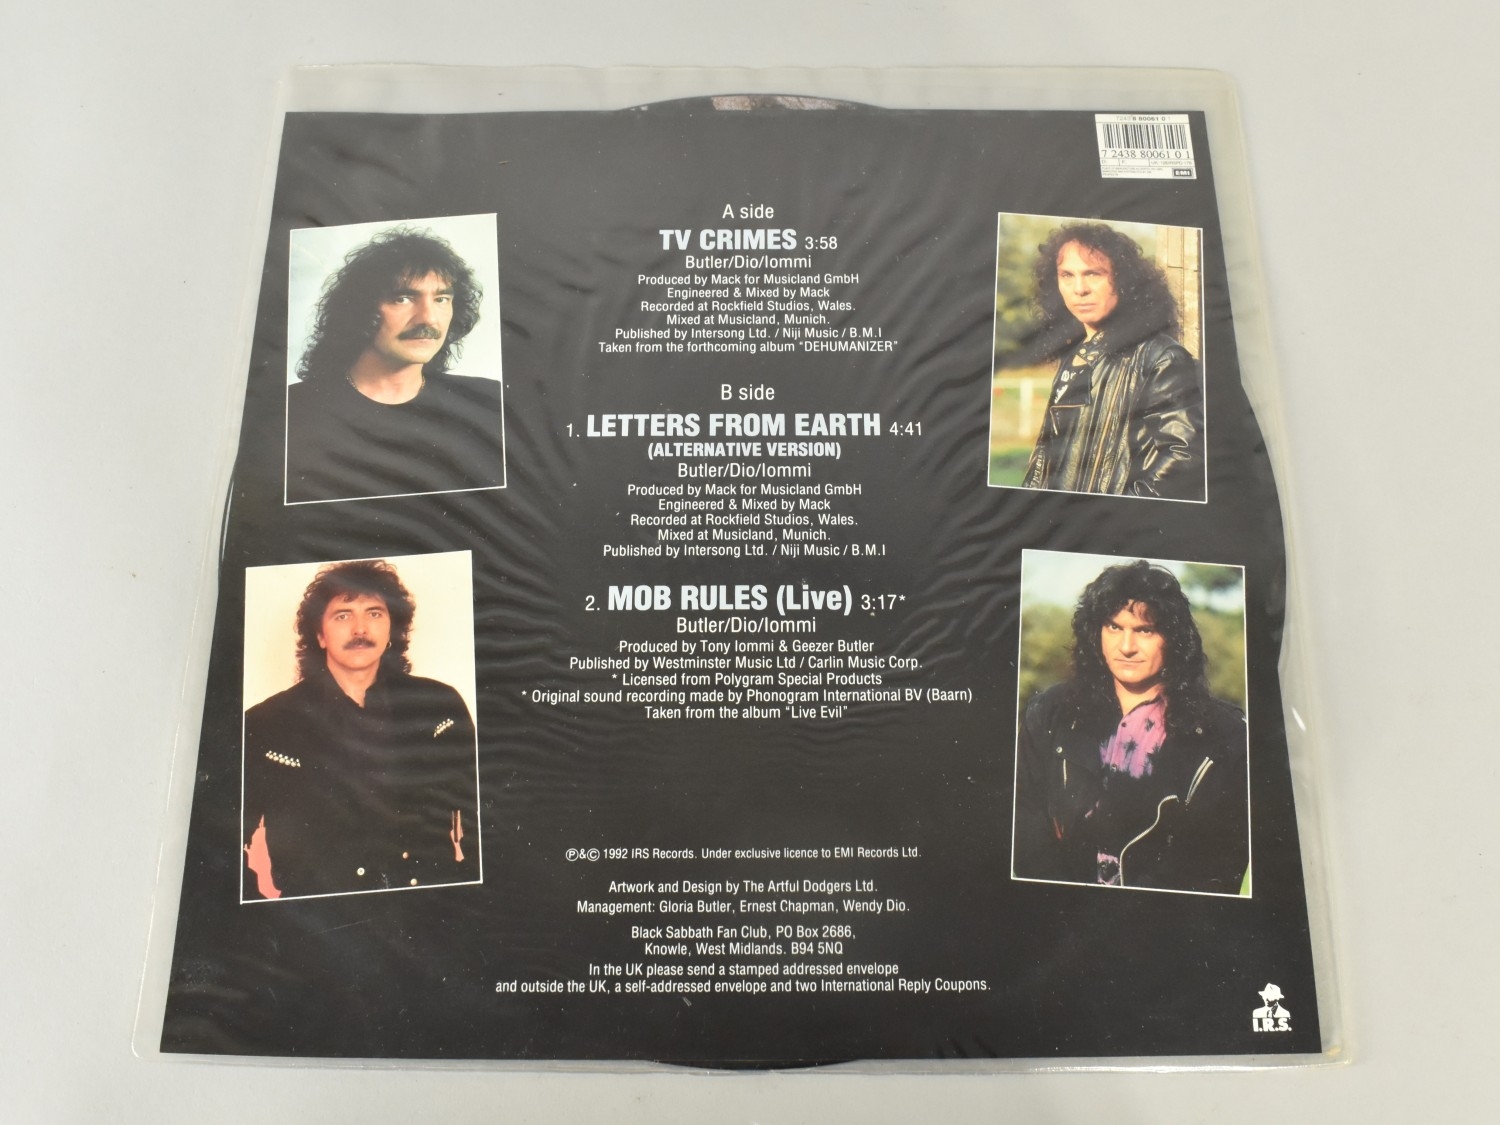 7243 8 80061 0
7 2438 80061 0 1
EMI
A side
TV CRIMES 3:58
Butler/Dio/Iommi
Produced by Mack for Musicland GmbH
Engineered & Mixed by Mack
Recorded at Rockfield Studios, Wales.
Mixed at Musicland, Munich.
Published by Intersong Ltd. / Niji Music / B.M.I
Taken from the forthcoming album "DEHUMANIZER"
B side
1. LETTERS FROM EARTH 4:41
(ALTERNATIVE VERSION)
Butler/Dio/Iommi
Produced by Mack for Musicland GmbH
Engineered & Mixed by Mack
Recorded at Rockfield Studios, Wales.
Mixed at Musicland, Munich.
Published by Intersong Ltd. / Niji Music / B.M.I
2. MOB RULES (Live) 3:17*
Butler/Dio/Iommi
Produced by Tony Iommi & Geezer Butler
Published by Westminster Music Ltd / Carlin Music Corp.
* Licensed from Polygram Special Products
* Original sound recording made by Phonogram International BV (Baarn)
Taken from the album "Live Evil"
℗&© 1992 IRS Records. Under exclusive licence to EMI Records Ltd.
Artwork and Design by The Artful Dodgers Ltd.
Management: Gloria Butler, Ernest Chapman, Wendy Dio.
Black Sabbath Fan Club, PO Box 2686,
Knowle, West Midlands. B94 5NQ
In the UK please send a stamped addressed envelope
and outside the UK, a self-addressed envelope and two International Reply Coupons.
I.R.S.